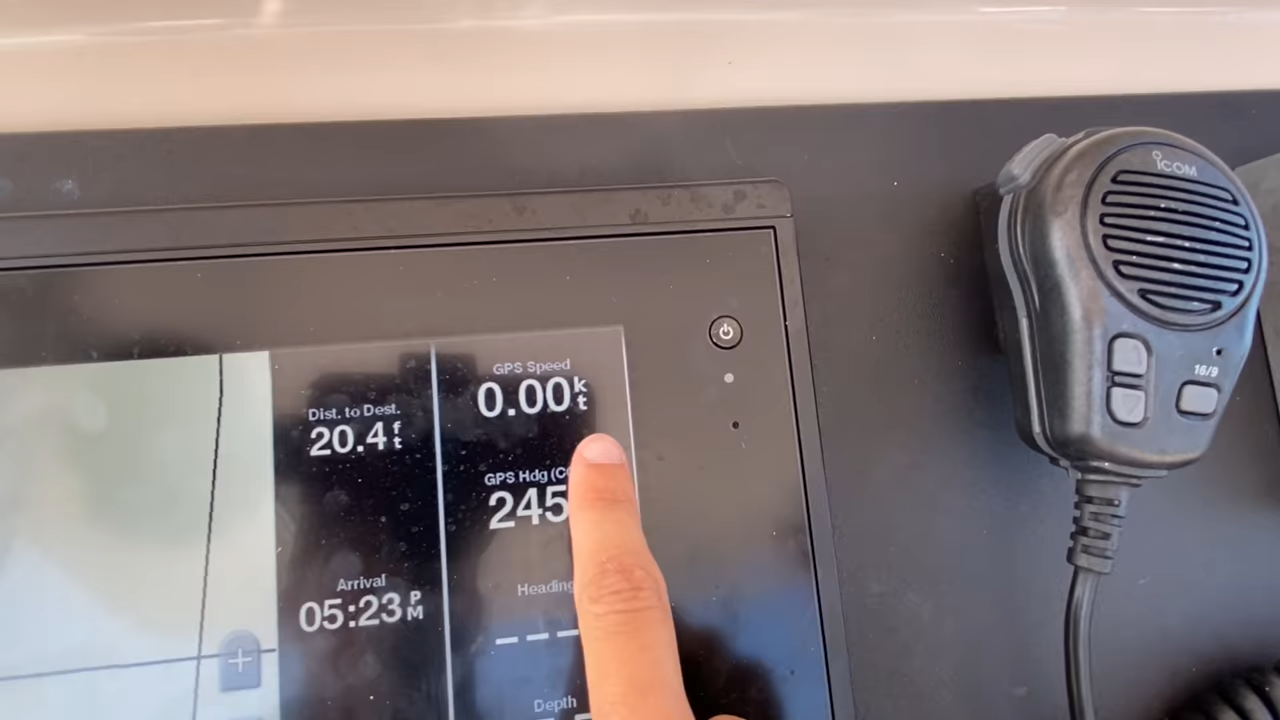 iCOM
16/9
GPS Speed
0.00 kt
Dist. to Dest.
20.4 ft
GPS Hdg (CO
245
Arrival
05:23 PM
Heading
---
Depth